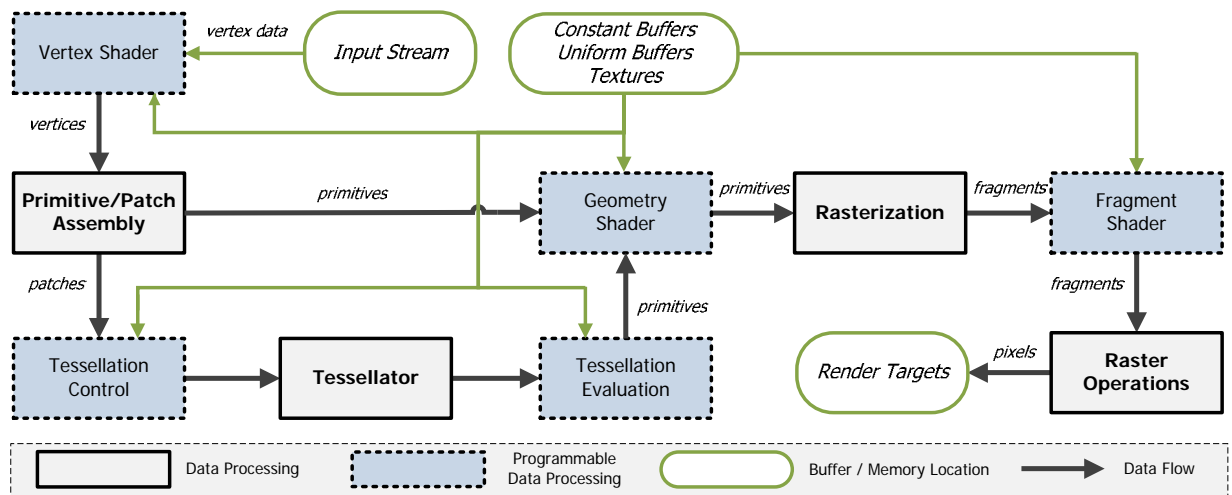 Vertex Shader
vertex data
Input Stream
Constant Buffers
Uniform Buffers
Textures
vertices
Primitive/Patch
Assembly
primitives
Geometry
Shader
primitives
Rasterization
fragments
Fragment
Shader
patches
primitives
fragments
Tessellation
Control
Tessellator
Tessellation
Evaluation
Render Targets
pixels
Raster
Operations
Data Processing
Programmable
Data Processing
Buffer / Memory Location
Data Flow